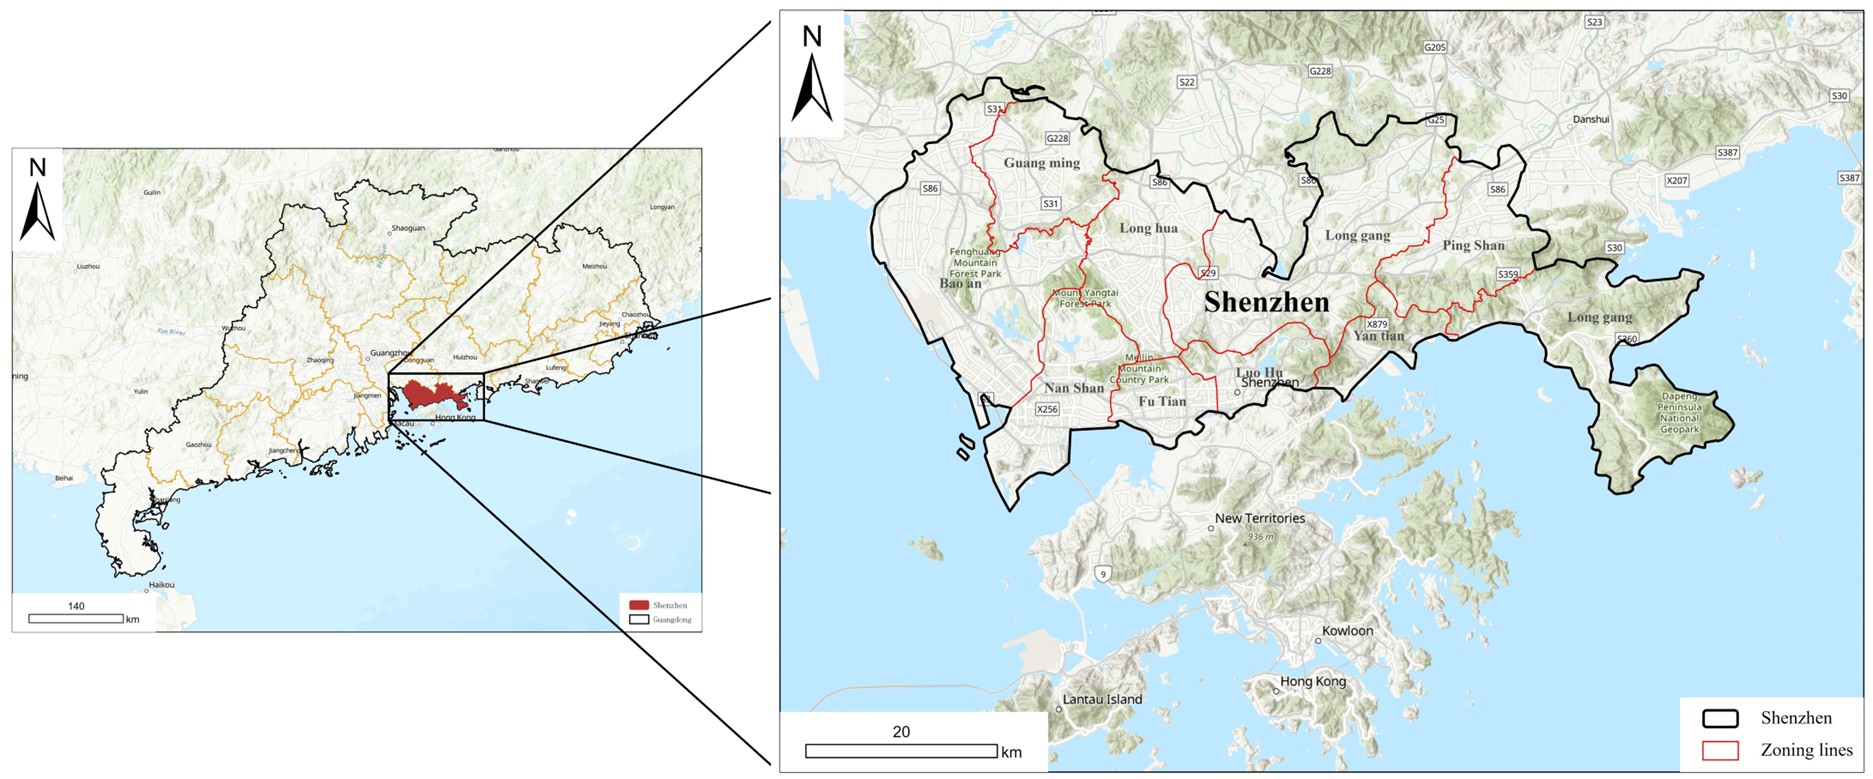 N
Ganzhou
Guilin
Longyan
Shaoguan
Liuzhou
Meizhou
Wuzhou
Chaozhou
Jieyang
Guangzhou
Zhaoqing
Dongguan
Huizhou
Lufeng
Yulin
Jiangmen
Shanwei
Hong Kong
Macau
Gaozhou
Jiangcheng
Beihai
Zhanjiang
Haikou
140
km
Shenzhen
Guangdong
N
S23
G205
G228
S22
S30
S31
G25
Danshui
G228
S387
Guang ming
S86
S86
S86
S86
X207
S387
S31
Long hua
Long gang
Ping Shan
S30
Fenghuang
Mountain
Forest Park
S29
S359
Bao an
Mount Yangtai
Forest Park
Shenzhen
Long gang
X879
Yan tian
S360
Meilin
Mountain
Country Park
Luo Hu
Shenzhen
Nan Shan
Fu Tian
X256
Dapeng
Peninsula
National
Geopark
New Territories
936 m
9
Kowloon
Hong Kong
Lantau Island
20
km
Shenzhen
Zoning lines